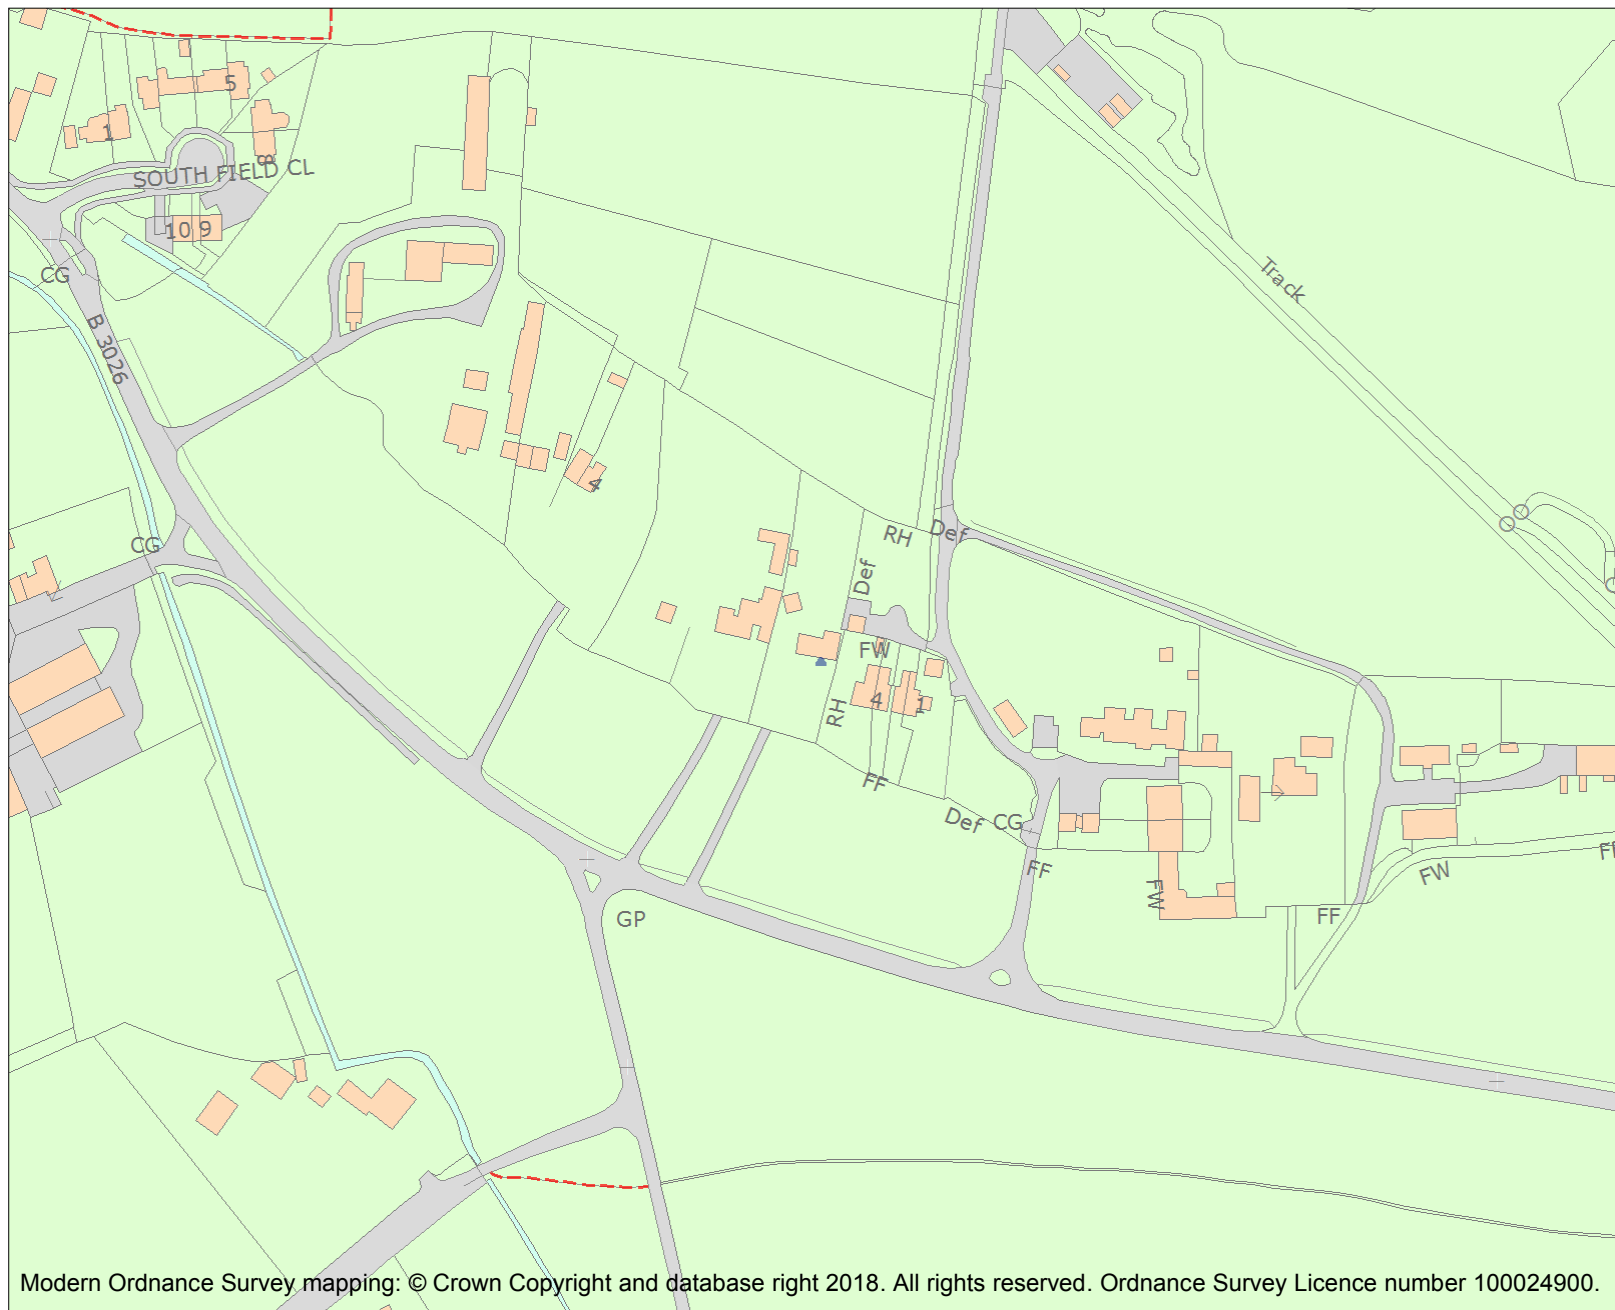 5
1
8
SOUTH FIELD CL
10 9
CG
B 3026
Track
4
CG
RH
Def
Def
FW
4
1
RH
FF
Def
CG
FF
FW
FW
FF
GP
Modern Ordnance Survey mapping: © Crown Copyright and database right 2018. All rights reserved. Ordnance Survey Licence number 100024900.